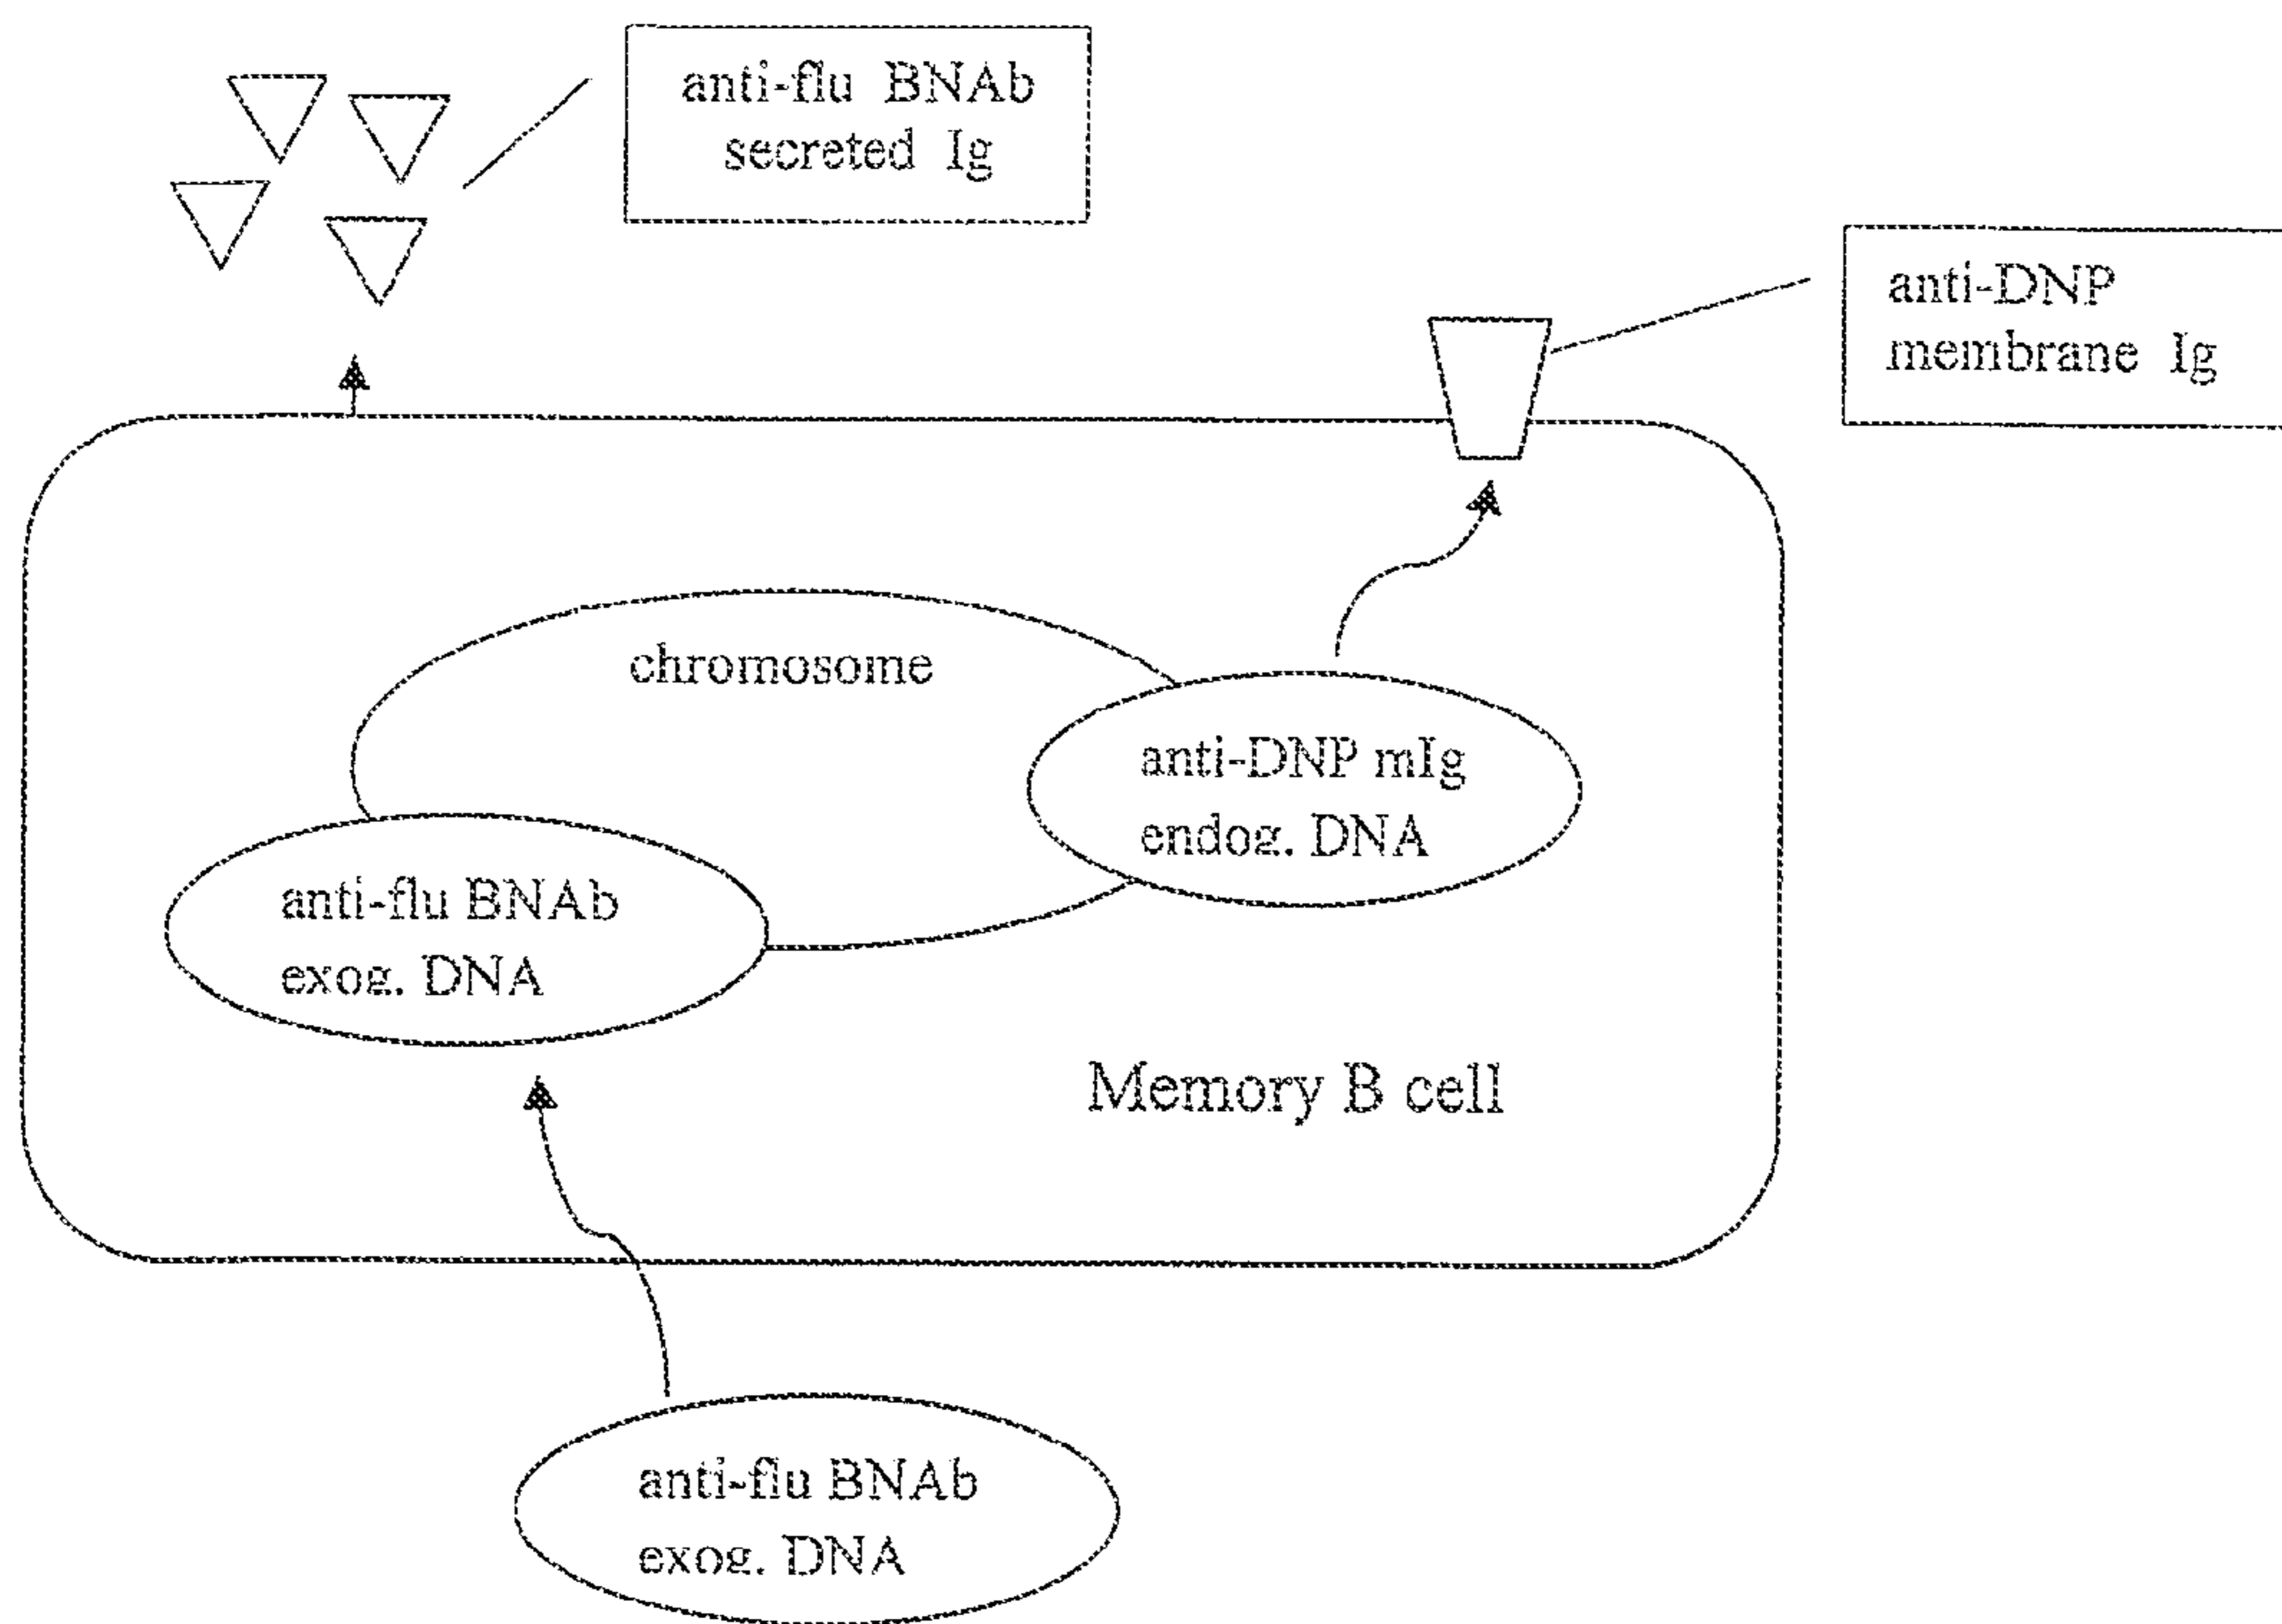 anti-flu BNAb
secreted Ig
anti-DNP
membrane Ig
chromosome
anti-DNP mIg
endog. DNA
anti-flu BNAb
exog. DNA
Memory B cell
anti-flu BNAb
exog. DNA